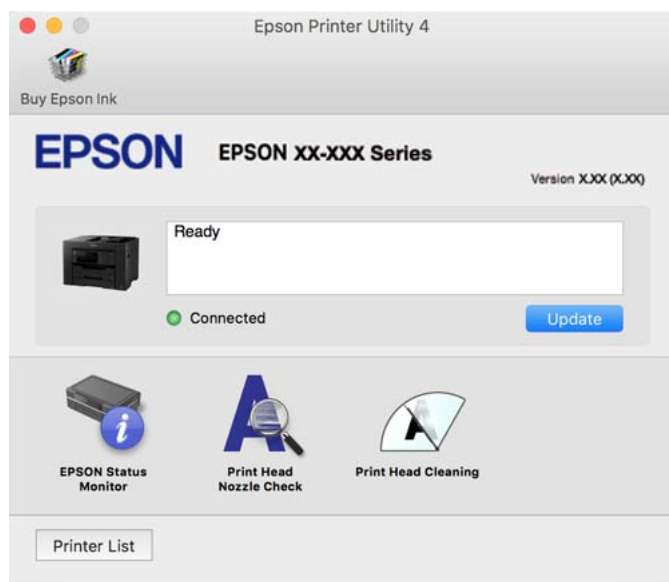 Epson Printer Utility 4
Buy Epson Ink
EPSON
EPSON XX-XXX Series
Version X.XX (X.XX)
Ready
Connected
Update
EPSON Status
Monitor
Print Head
Nozzle Check
Print Head Cleaning
Printer List